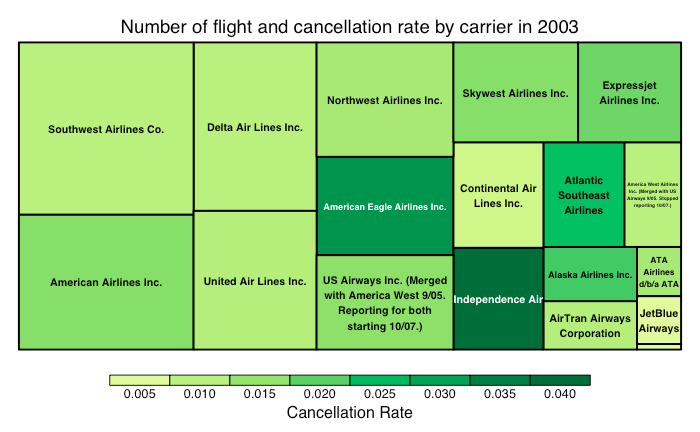 Number of flight and cancellation rate by carrier in 2003
Southwest Airlines Co.
American Airlines Inc.
Delta Air Lines Inc.
United Air Lines Inc.
Northwest Airlines Inc.
American Eagle Airlines Inc.
US Airways Inc. (Merged
with America West 9/05.
Reporting for both
starting 10/07.)
Skywest Airlines Inc.
Expressjet
Airlines Inc.
Continental Air
Lines Inc.
Independence Air
Atlantic
Southeast
Airlines
America West Airlines
Inc. (Merged with US
Airways 9/05. Stopped
reporting 10/07.)
Alaska Airlines Inc.
AirTran Airways
Corporation
ATA
Airlines
d/b/a ATA
JetBlue
Airways
0.005 0.010 0.015 0.020 0.025 0.030 0.035 0.040
Cancellation Rate